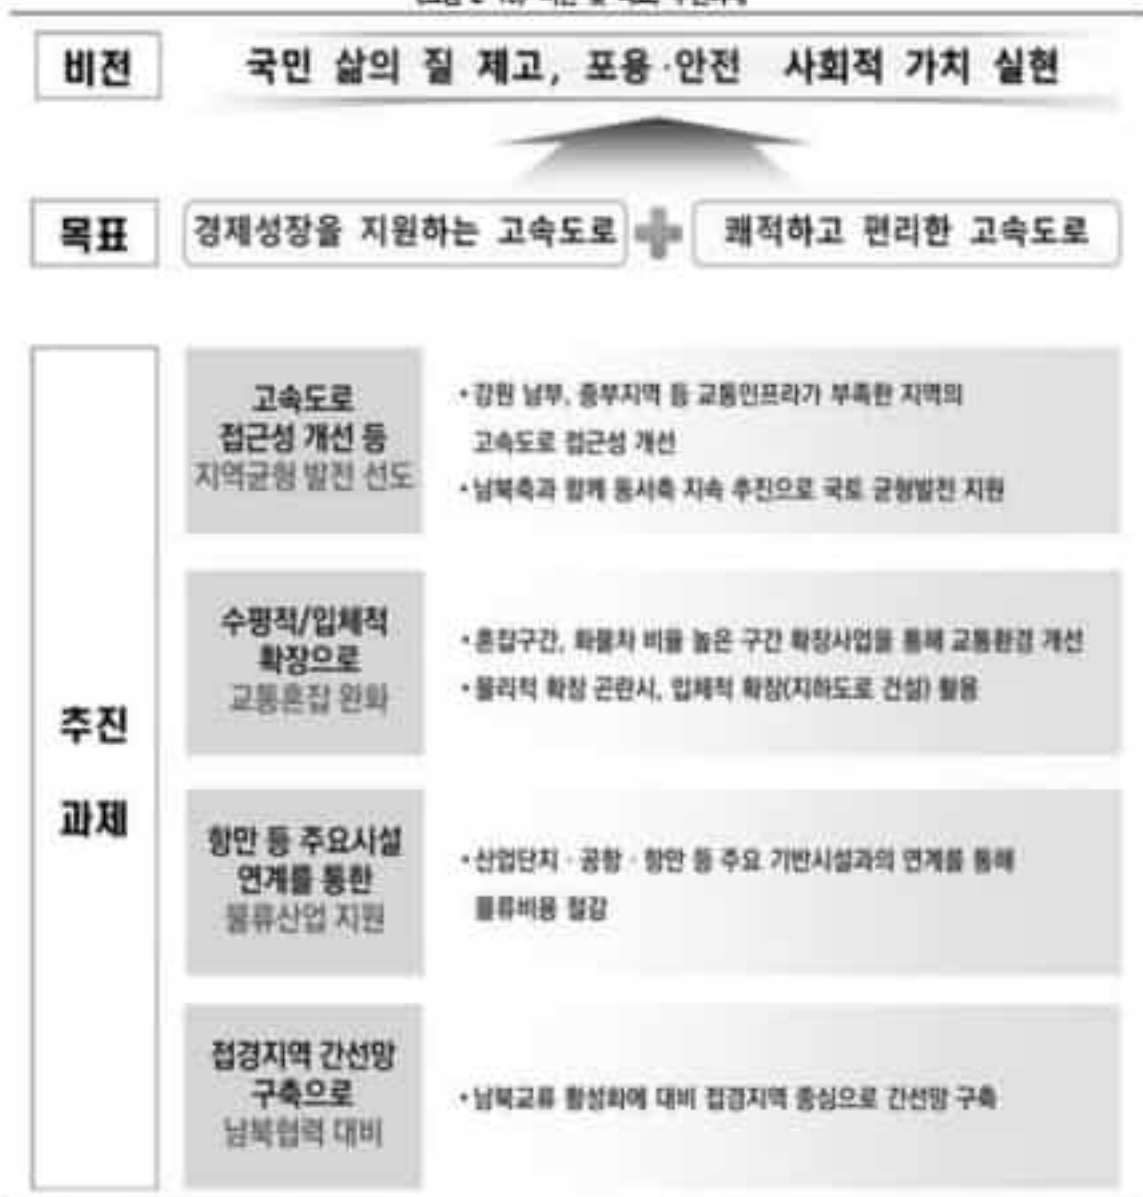 비전
국민 삶의 질 제고, 포용·안전 사회적 가치 실현
목표
경제성장을 지원하는 고속도로
쾌적하고 편리한 고속도로
추진
과제
고속도로
접근성 개선 등
지역균형 발전 선도
• 강원 남부, 중부지역 등 교통인프라가 부족한 지역의
고속도로 접근성 개선
• 남북축과 함께 동서축 지속 추진으로 국토 균형발전 지원
수평적/입체적
확장으로
교통혼잡 완화
• 혼잡구간, 화물차 비율 높은 구간 확장사업을 통해 교통환경 개선
• 물리적 확장 곤란시, 입체적 확장(지하도로 건설) 활용
항만 등 주요시설
연계를 통한
물류산업 지원
• 산업단지 · 공항 · 항만 등 주요 기반시설과의 연계를 통해
물류비용 절감
접경지역 간선망
구축으로
남북협력 대비
• 남북교류 활성화에 대비 접경지역 중심으로 간선망 구축